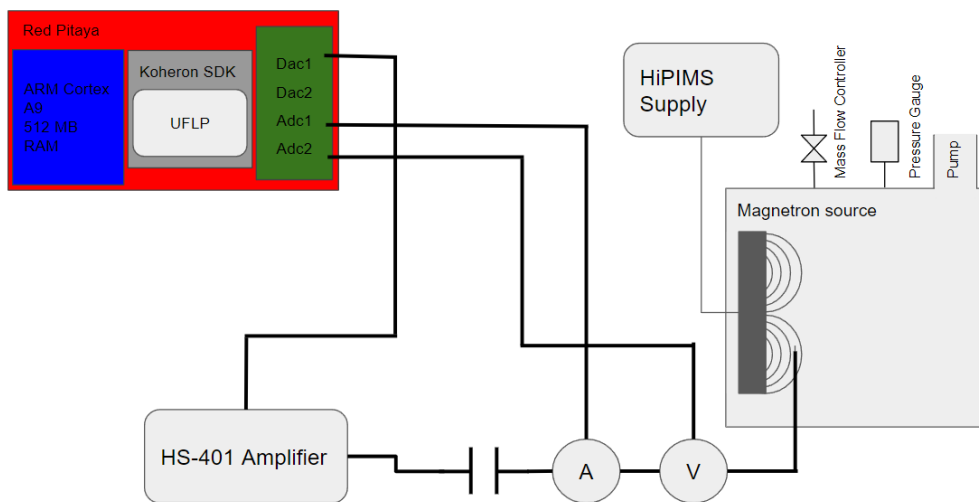 Red Pitaya
ARM Cortex
A9
512 MB
RAM
Koheron SDK
UFLP
Dac1
Dac2
Adc1
Adc2
HiPIMS
Supply
Mass Flow Controller
Pressure Gauge
Pump
Magnetron source
HS-401 Amplifier
A
V